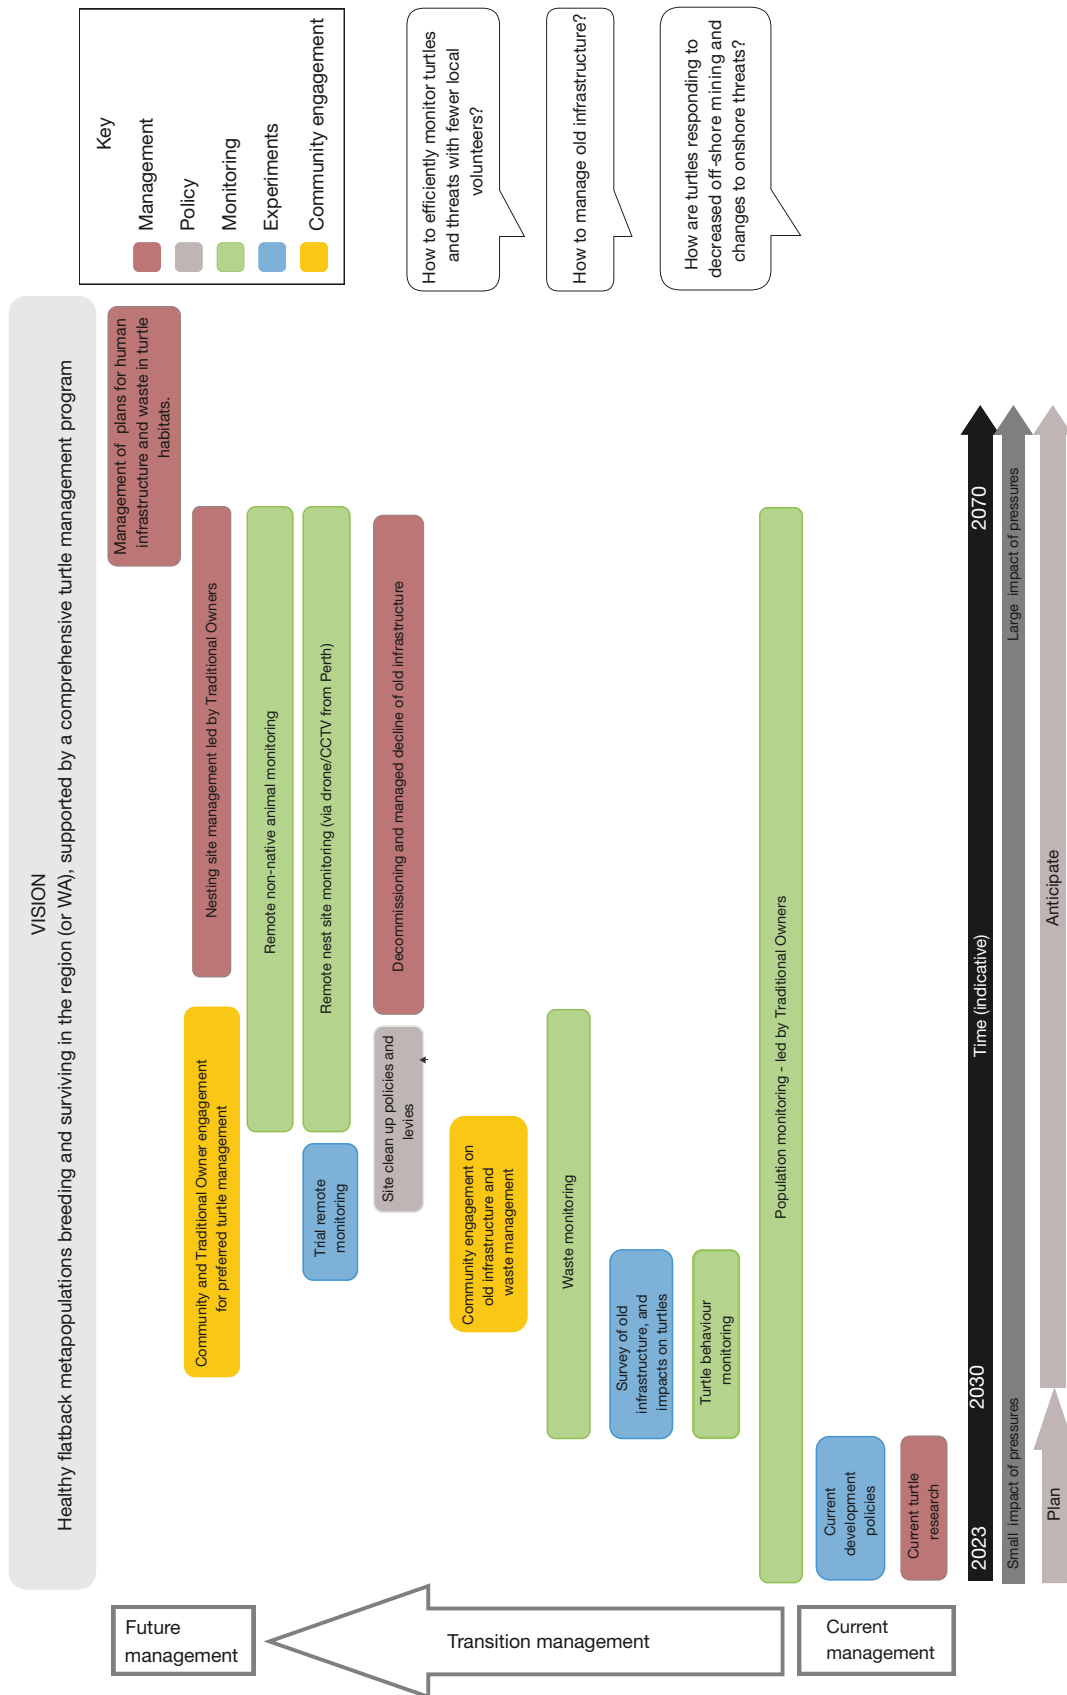 VISION
Healthy flatback metapopulations breeding and surviving in the region (or WA), supported by a comprehensive turtle management program
Key
Management
Policy
Monitoring
Experiments
Community engagement
Future
management
Transition management
Current
management
Management of plans for human
infrastructure and waste in turtle
habitats.
Community and Traditional Owner engagement
for preferred turtle management
Nesting site management led by Traditional Owners
Remote non-native animal monitoring
Trial remote
monitoring
Remote nest site monitoring (via drone/CCTV from Perth)
Site clean up policies and
levies
Decommissioning and managed decline of old infrastructure
How to efficiently monitor turtles
and threats with fewer local
volunteers?
Community engagement on
old infrastructure and
waste management
Waste monitoring
How to manage old infrastructure?
Survey of old
infrastructure, and
impacts on turtles
Turtle behaviour
monitoring
How are turtles responding to
decreased off-shore mining and
changes to onshore threats?
Population monitoring - led by Traditional Owners
Current
development
policies
Current turtle
research
2023 2030 Time (indicative) 2070
Small impact of pressures Large impact of pressures
Plan Anticipate